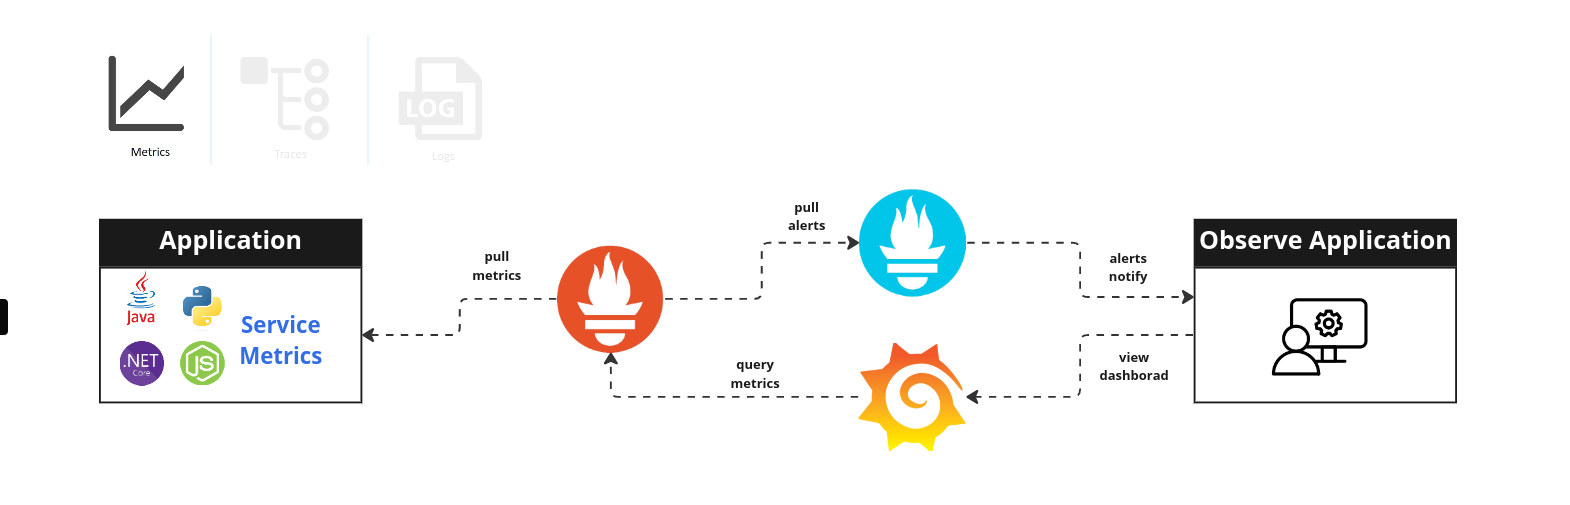 Metrics
Traces
LOG
Logs
Application
Java
.NET
Core
JS
Service
Metrics
pull
metrics
pull
alerts
query
metrics
alerts
notify
view
dashborad
Observe Application